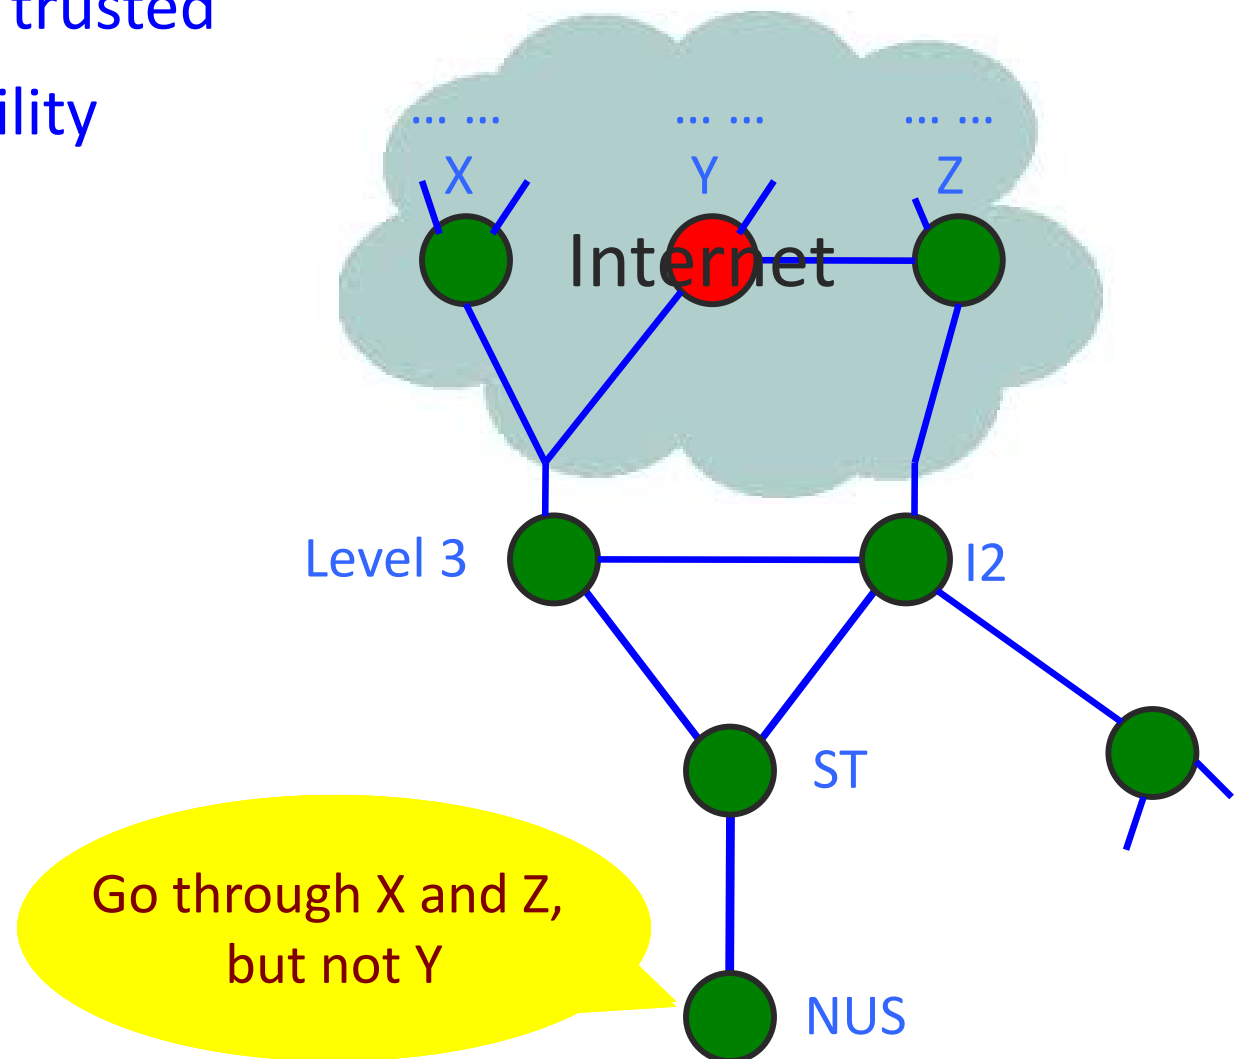 trusted
ility
... ... ... ... ... ...
X Y Z
Internet
Level 3 I2
ST
Go through X and Z,
but not Y
NUS